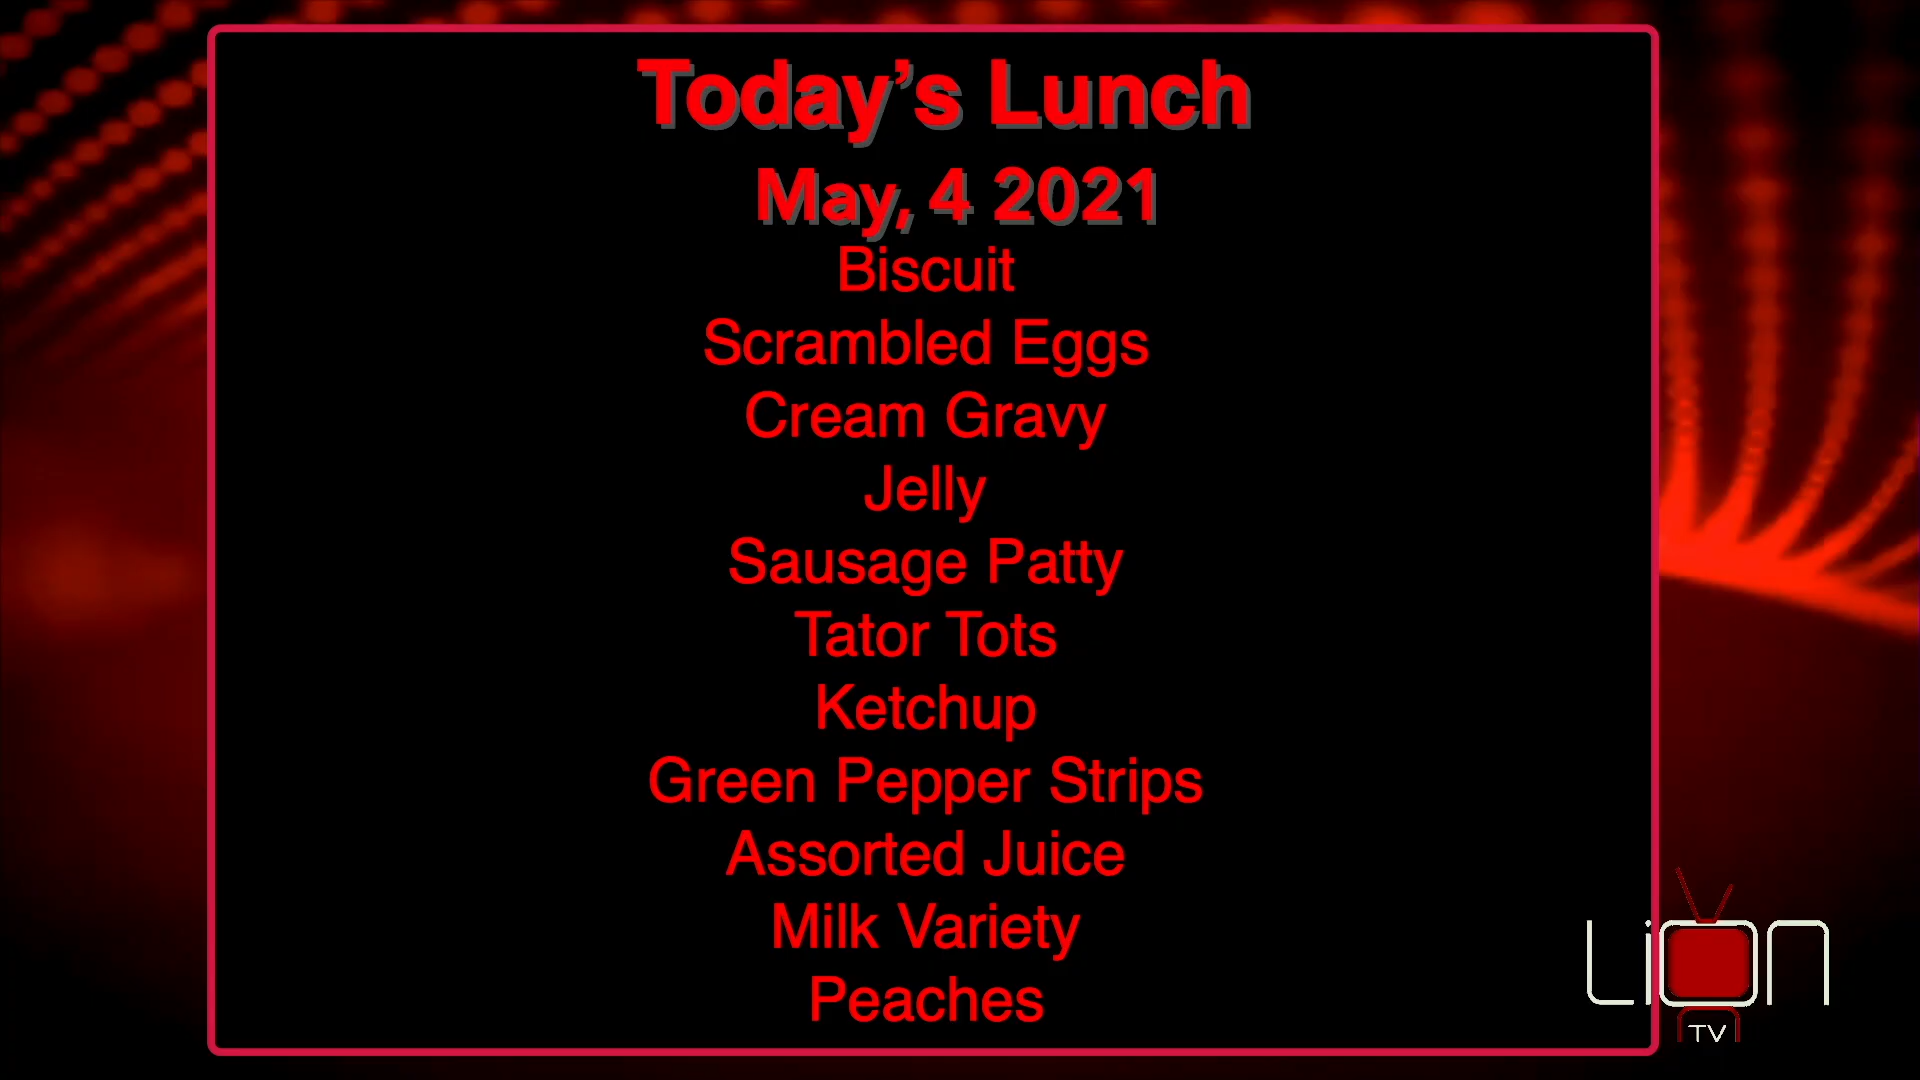 Today’s Lunch
May, 4 2021
Biscuit
Scrambled Eggs
Cream Gravy
Jelly
Sausage Patty
Tator Tots
Ketchup
Green Pepper Strips
Assorted Juice
Milk Variety
Peaches
LiON
TV